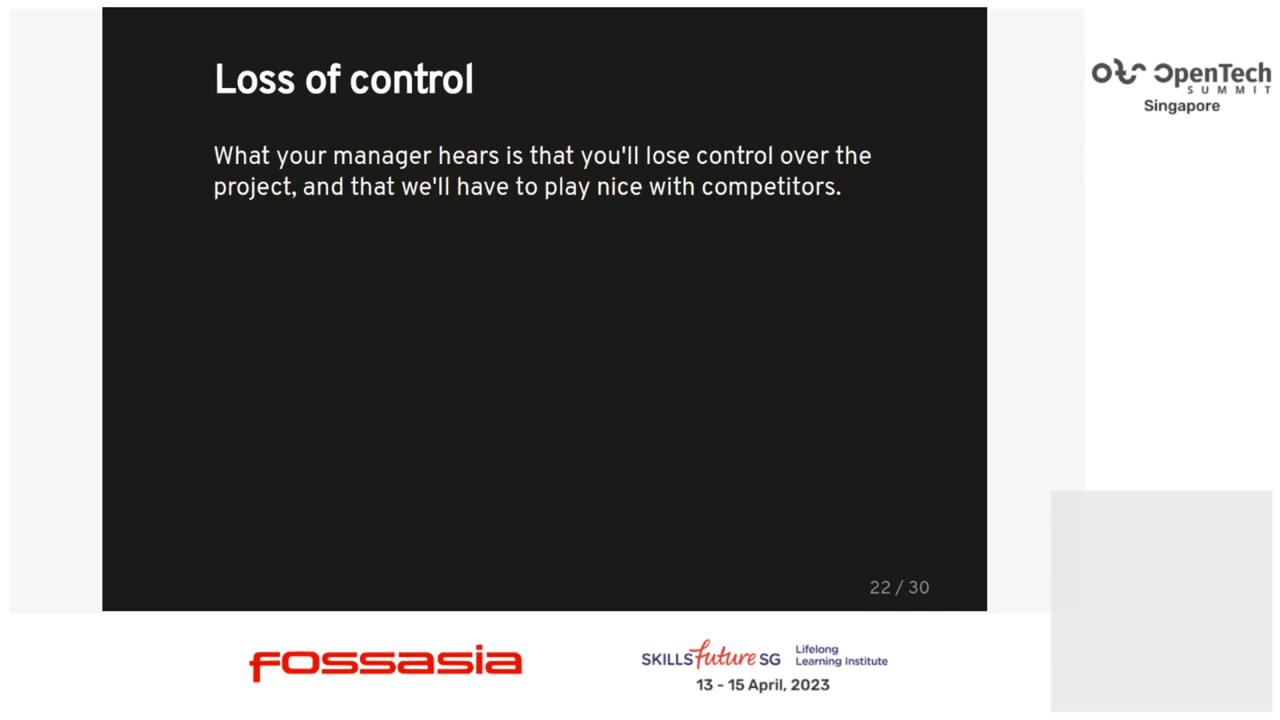 Loss of control
What your manager hears is that you'll lose control over the
project, and that we'll have to play nice with competitors.
22 / 30
OpenTech
SUMMIT
Singapore
fossasia
SKILLSfuture SG
Lifelong
Learning Institute
13 - 15 April, 2023